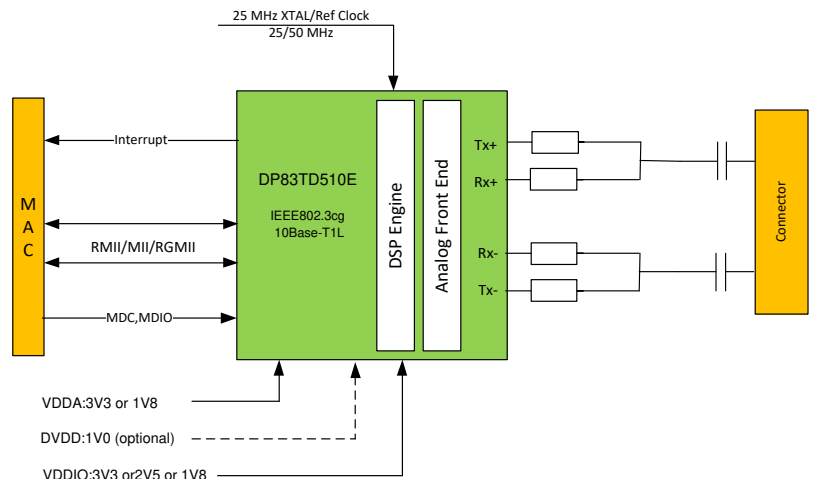 25 MHz XTAL/Ref Clock
25/50 MHz
MAC
Interrupt
RMII/MII/RGMII
MDC,MDIO
DP83TD510E
IEEE802.3cg
10Base-T1L
DSP Engine
Analog Front End
Tx+
Rx+
Rx-
Tx-
Connector
VDDA:3V3 or 1V8
DVDD:1V0 (optional)
VDDIO:3V3 or2V5 or 1V8